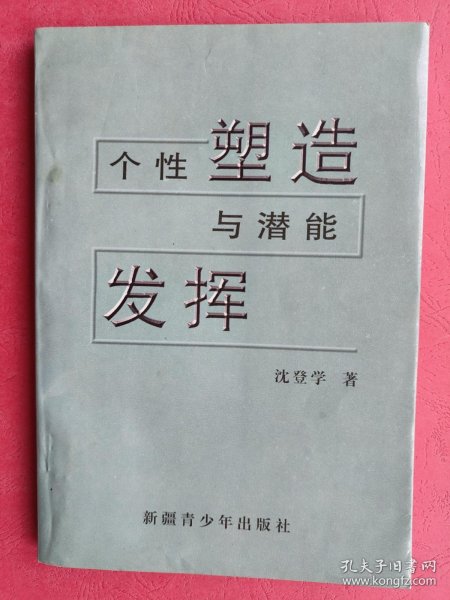 个性塑造
与潜能
发挥
沈登学 著
新疆青少年出版社
孔夫子旧书网
www.kongfz.com